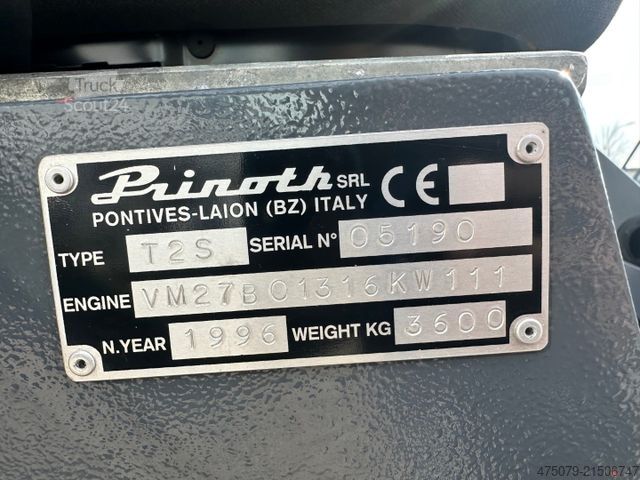 Truck
Scout24
Prinoth SRL CE
PONTIVES-LAION (BZ) ITALY
TYPE T2S SERIAL N° 05190
ENGINE VM27B01316KW111
N. YEAR 1996 WEIGHT KG 3600
475079-21506747